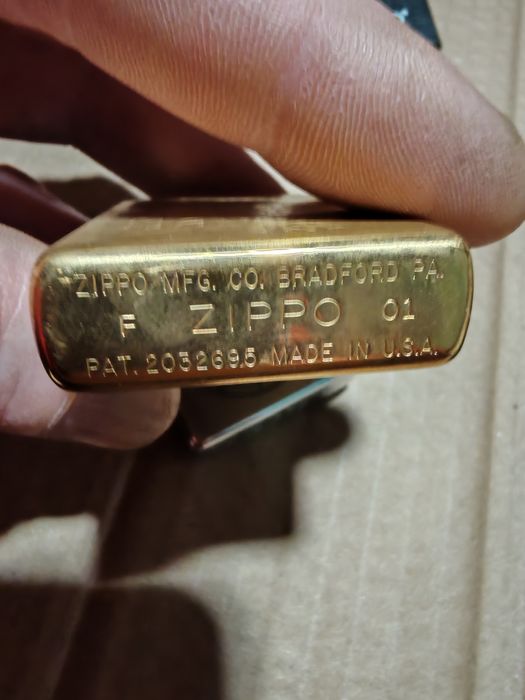 ZIPPO MFG. CO. BRADFORD PA.
F ZIPPO 01
PAT. 2032695 MADE IN U.S.A.